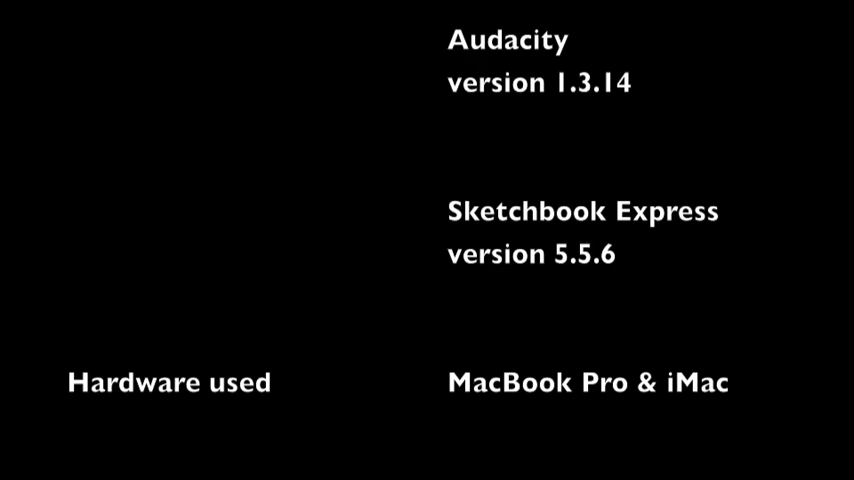 Audacity
version 1.3.14
Sketchbook Express
version 5.5.6
Hardware used MacBook Pro & iMac